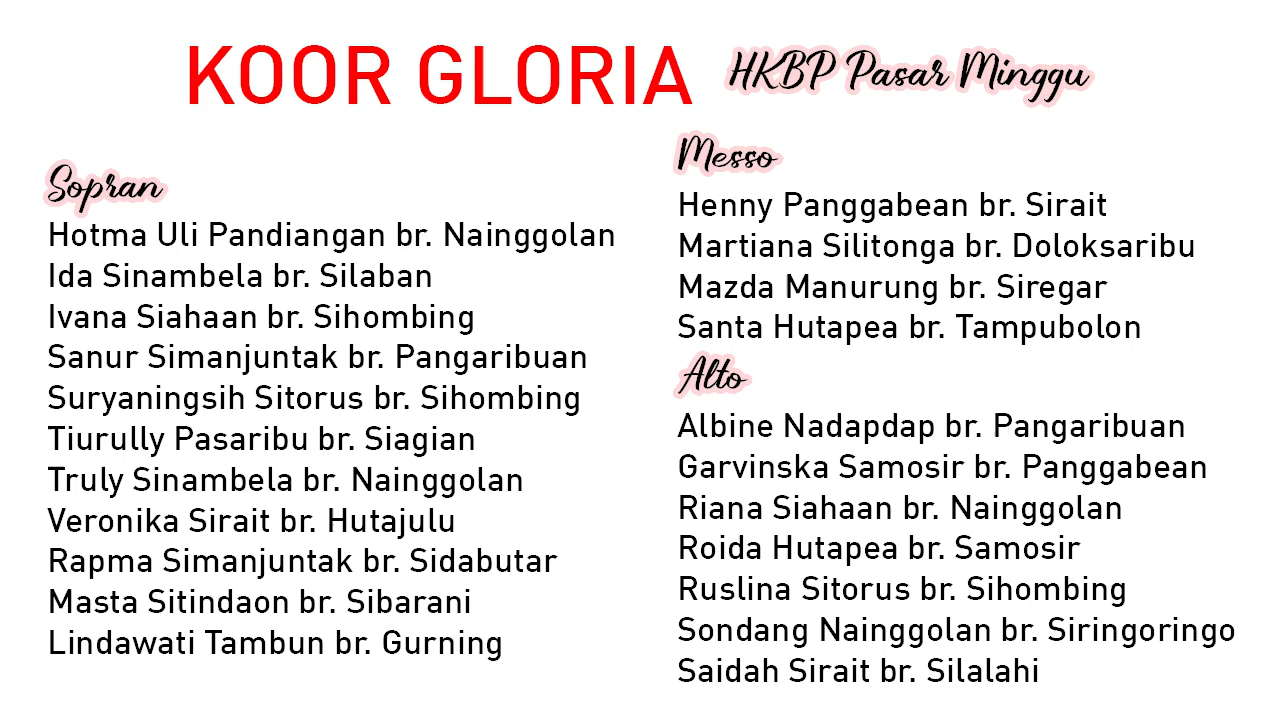 KOOR GLORIA HKBP Pasar Minggu
Sopran
Hotma Uli Pandiangan br. Nainggolan
Ida Sinambela br. Silaban
Ivana Siahaan br. Sihombing
Sanur Simanjuntak br. Pangaribuan
Suryaningsih Sitorus br. Sihombing
Tiurully Pasaribu br. Siagian
Truly Sinambela br. Nainggolan
Veronika Sirait br. Hutajulu
Rapma Simanjuntak br. Sidabutar
Masta Sitindaon br. Sibarani
Lindawati Tambun br. Gurning
Messo
Henny Panggabean br. Sirait
Martiana Silitonga br. Doloksaribu
Mazda Manurung br. Siregar
Santa Hutapea br. Tampubolon
Alto
Albine Nadapdap br. Pangaribuan
Garvinska Samosir br. Panggabean
Riana Siahaan br. Nainggolan
Roida Hutapea br. Samosir
Ruslina Sitorus br. Sihombing
Sondang Nainggolan br. Siringoringo
Saidah Sirait br. Silalahi